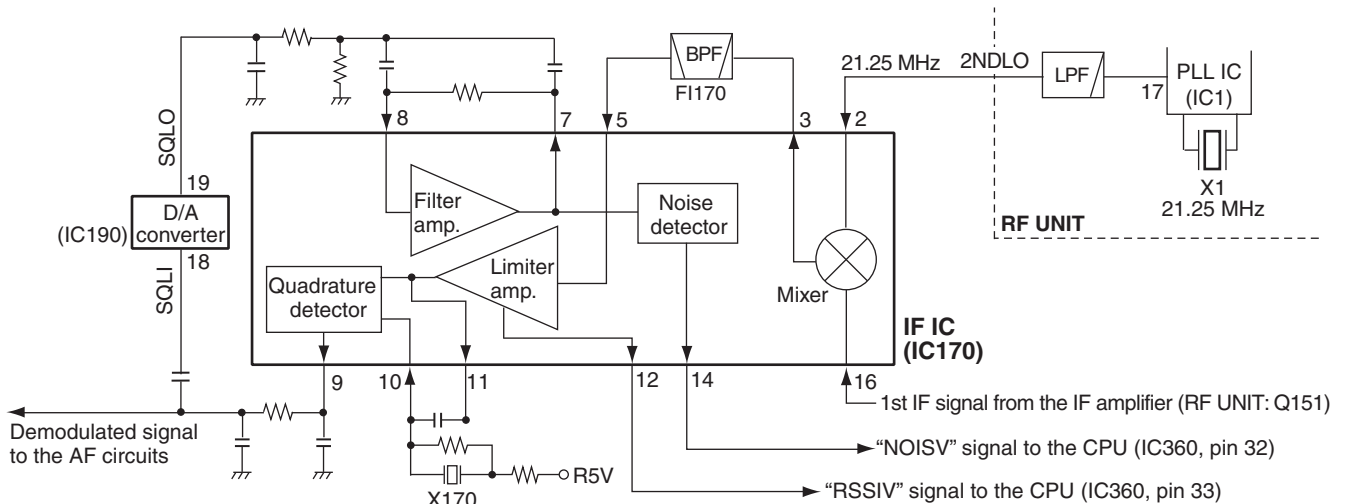 BPF
FI170
21.25 MHz
2NDLO
LPF
17
PLL IC
(IC1)
X1
21.25 MHz
RF UNIT
SQLO
19
(IC190)
D/A
converter
18
SQLI
8
7
5
3
2
Filter
amp.
Noise
detector
Limiter
amp.
Quadrature
detector
Mixer
IF IC
(IC170)
9
10
11
12
14
16
1st IF signal from the IF amplifier (RF UNIT: Q151)
Demodulated signal
to the AF circuits
R5V
X170
“NOISV” signal to the CPU (IC360, pin 32)
“RSSIV” signal to the CPU (IC360, pin 33)